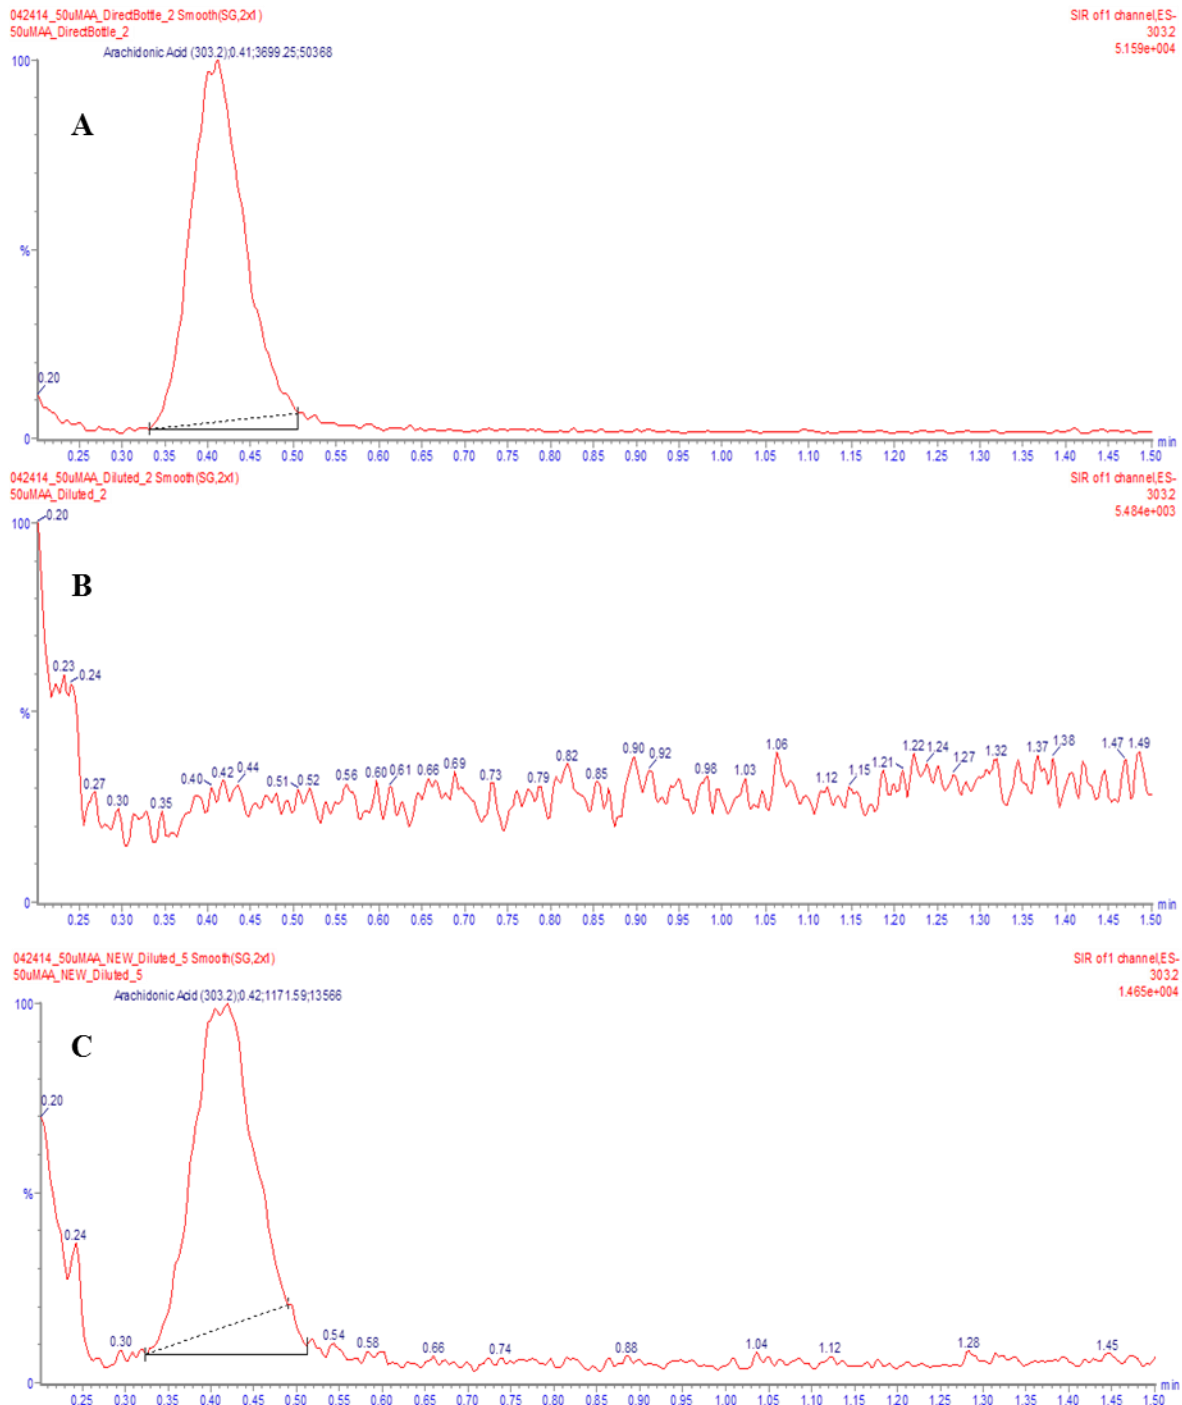 042414_50uMAA_DirectBottle_2 Smooth(SG,2x1)
50uMAA_DirectBottle_2
SIR of 1 channel,ES-
303.2
5.159e+004
Arachidonic Acid (303.2);0.41;3699.25;50368
100
A
%
0.20
0
0.25 0.30 0.35 0.40 0.45 0.50 0.55 0.60 0.65 0.70 0.75 0.80 0.85 0.90 0.95 1.00 1.05 1.10 1.15 1.20 1.25 1.30 1.35 1.40 1.45 1.50 min
042414_50uMAA_Diluted_2 Smooth(SG,2x1)
50uMAA_Diluted_2
SIR of 1 channel,ES-
303.2
5.484e+003
100
0.20
B
0.23
0.24
%
0.27 0.30 0.35 0.40 0.42 0.44 0.51 0.52 0.56 0.60 0.61 0.66 0.69 0.73 0.79 0.82 0.85 0.90 0.92 0.98 1.03 1.06 1.12 1.15 1.21 1.22 1.24 1.27 1.32 1.37 1.38 1.47 1.49
0
0.25 0.30 0.35 0.40 0.45 0.50 0.55 0.60 0.65 0.70 0.75 0.80 0.85 0.90 0.95 1.00 1.05 1.10 1.15 1.20 1.25 1.30 1.35 1.40 1.45 1.50 min
042414_50uMAA_NEW_Diluted_5 Smooth(SG,2x1)
50uMAA_NEW_Diluted_5
SIR of 1 channel,ES-
303.2
1.465e+004
Arachidonic Acid (303.2);0.42;1171.59;13566
100
C
0.20
%
0.24
0.30 0.54 0.58 0.66 0.74 0.88 1.04 1.12 1.28 1.45
0
0.25 0.30 0.35 0.40 0.45 0.50 0.55 0.60 0.65 0.70 0.75 0.80 0.85 0.90 0.95 1.00 1.05 1.10 1.15 1.20 1.25 1.30 1.35 1.40 1.45 1.50 min